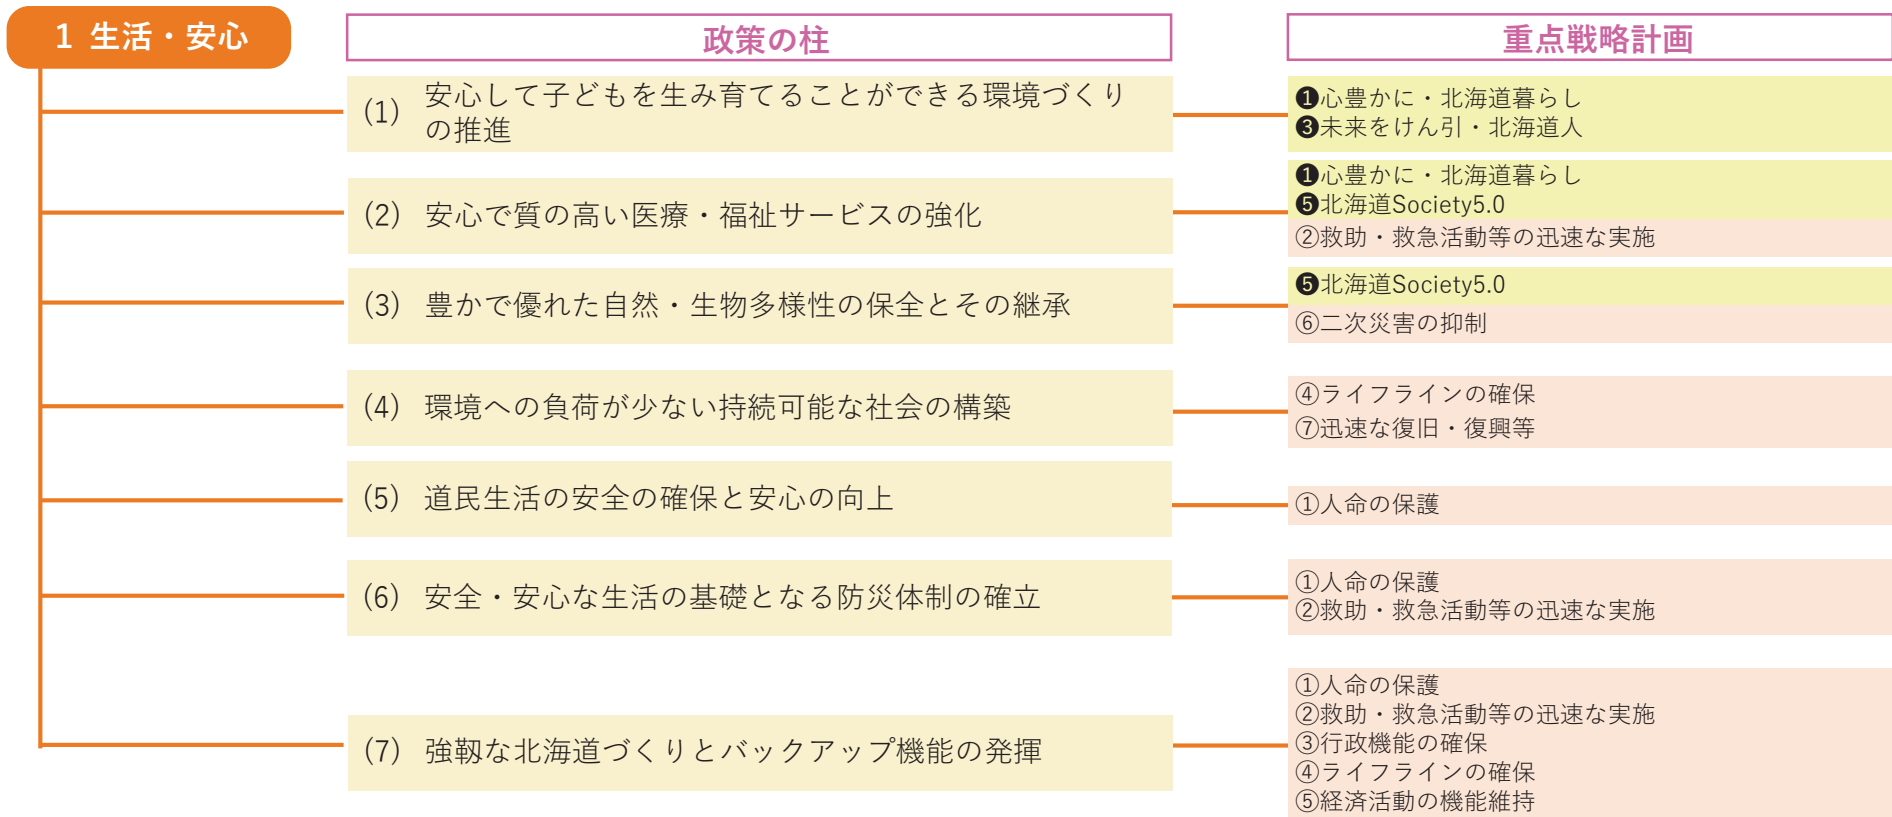 1 生活・安心
政策の柱
重点戦略計画
(1) 安心して子どもを生み育てることができる環境づくり
の推進
❶心豊かに・北海道暮らし
❸未来をけん引・北海道人
(2) 安心で質の高い医療・福祉サービスの強化
❶心豊かに・北海道暮らし
❺北海道Society5.0
②救助・救急活動等の迅速な実施
(3) 豊かで優れた自然・生物多様性の保全とその継承
❺北海道Society5.0
⑥二次災害の抑制
(4) 環境への負荷が少ない持続可能な社会の構築
④ライフラインの確保
⑦迅速な復旧・復興等
(5) 道民生活の安全の確保と安心の向上
①人命の保護
(6) 安全・安心な生活の基礎となる防災体制の確立
①人命の保護
②救助・救急活動等の迅速な実施
(7) 強靱な北海道づくりとバックアップ機能の発揮
①人命の保護
②救助・救急活動等の迅速な実施
③行政機能の確保
④ライフラインの確保
⑤経済活動の機能維持